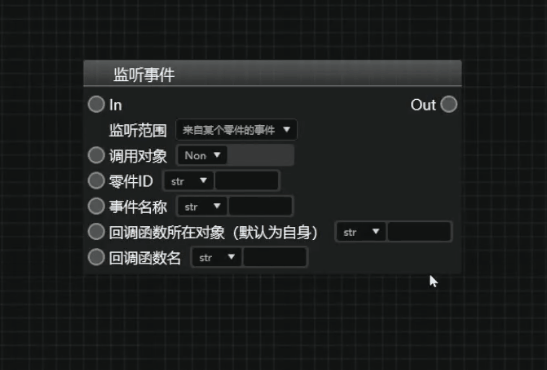 监听事件
In Out
监听范围 来自某个零件的事件
调用对象 Non
零件ID str
事件名称 str
回调函数所在对象（默认为自身） str
回调函数名 str